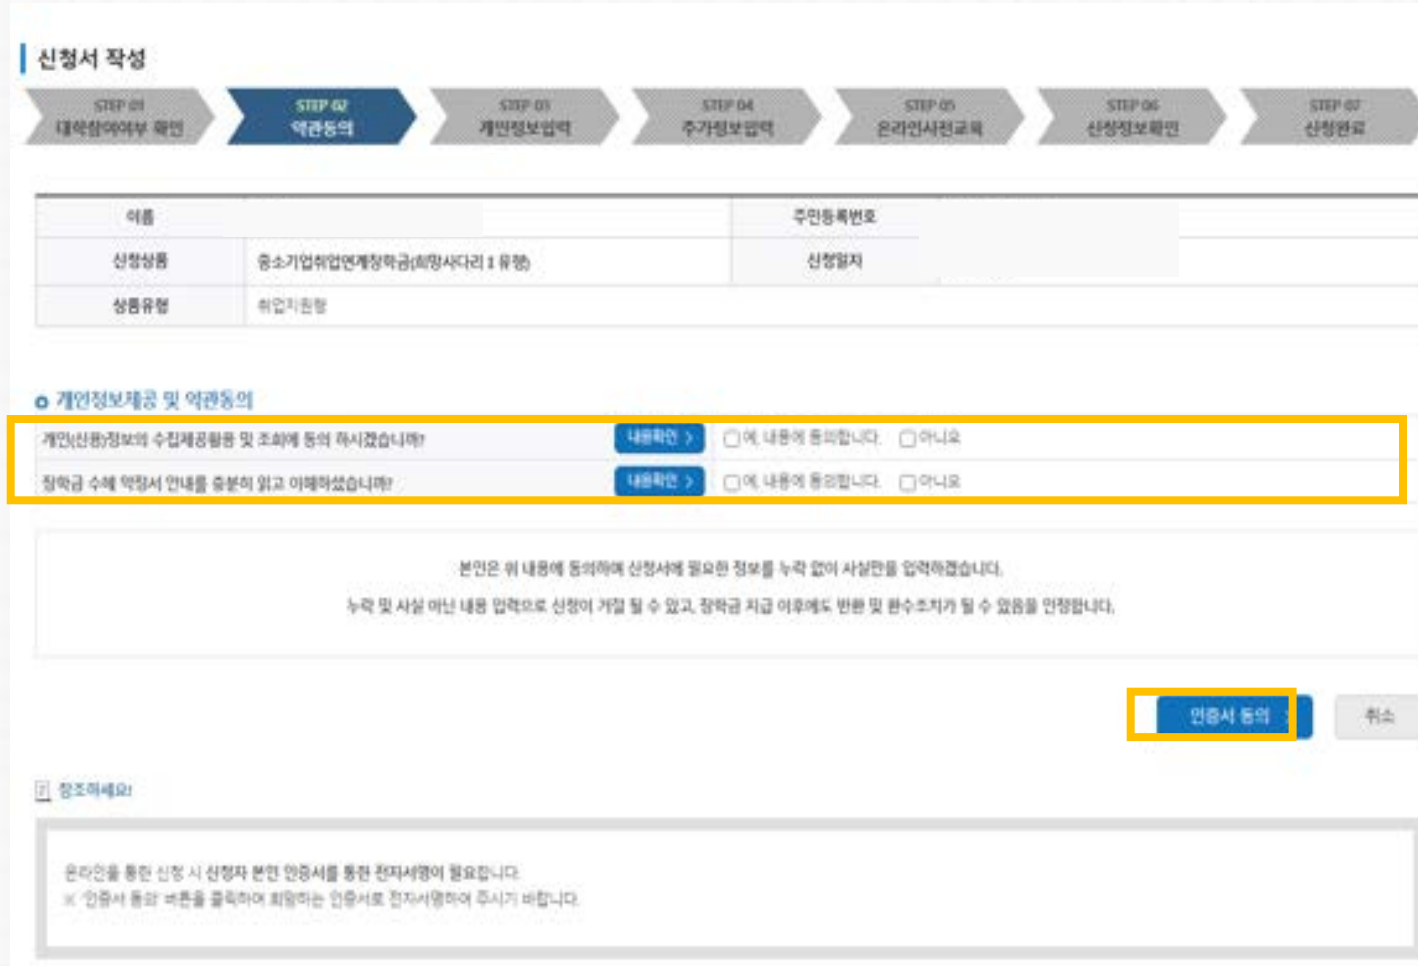 신청서 작성
STEP 01
대학참여여부 확인
STEP 02
약관동의
STEP 03
개인정보입력
STEP 04
추가정보입력
STEP 05
온라인사전교육
STEP 06
신청정보확인
STEP 07
신청완료
이름
주민등록번호
신청상품
중소기업취업연계장학금(희망사다리 1 유형)
신청일자
상품유형
취업지원형
개인정보제공 및 약관동의
개인(신용)정보의 수집제공활용 및 조회에 동의 하시겠습니까?
내용확인 >
예, 내용에 동의합니다.
아니요
장학금 수혜 약정서 안내를 충분히 읽고 이해하셨습니까?
내용확인 >
예, 내용에 동의합니다.
아니요
본인은 위 내용에 동의하며 신청서에 필요한 정보를 누락 없이 사실만을 입력하겠습니다.
누락 및 사실 아닌 내용 입력으로 신청이 거절 될 수 있고, 장학금 지급 이후에도 반환 및 환수조치가 될 수 있음을 인정합니다.
인증서 동의
취소
참조하세요!
온라인을 통한 신청 시 신청자 본인 인증서를 통한 전자서명이 필요합니다.
※ '인증서 동의' 버튼을 클릭하여 희망하는 인증서로 전자서명하여 주시기 바랍니다.